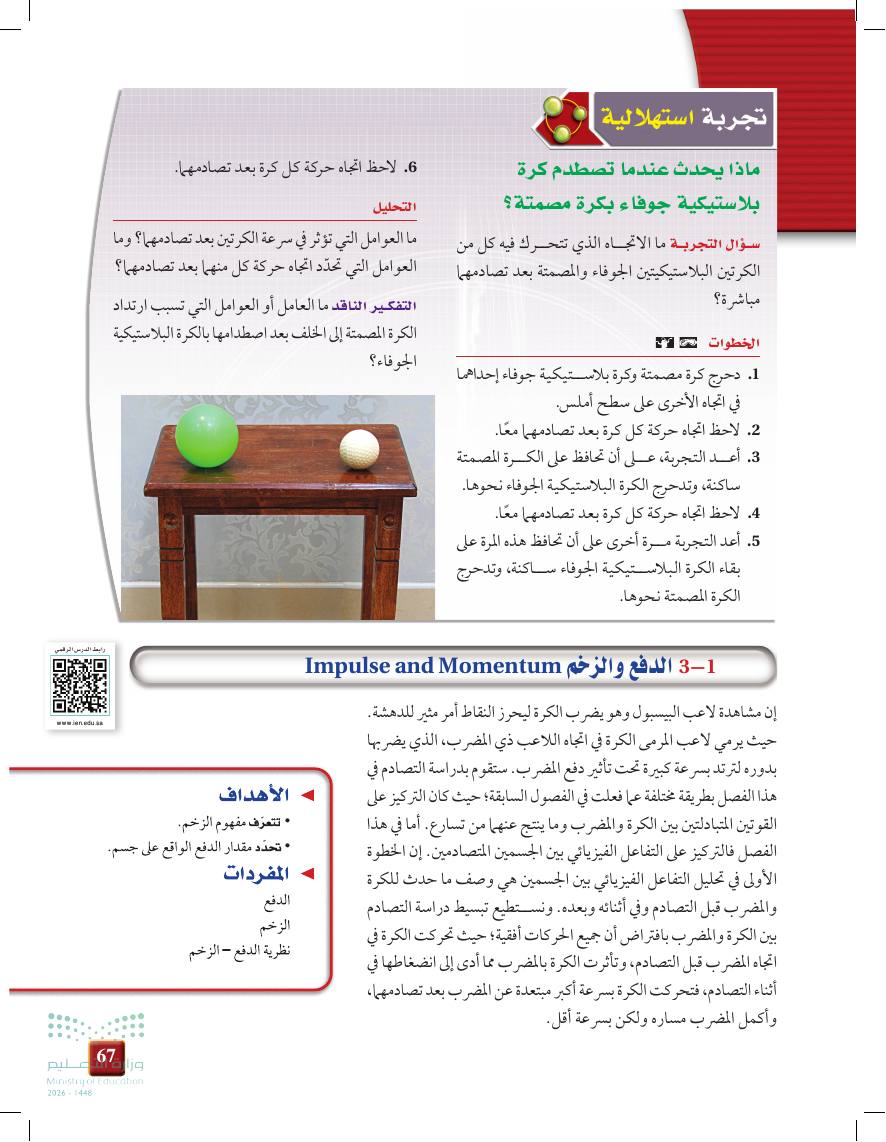 تجربة استهلالية
ماذا يحدث عندما تصطدم كرة
بلاستيكية جوفاء بكرة مصمتة؟
سؤال التجربة ما الاتجاه الذي تتحرك فيه كل من
الكرتين البلاستيكيتين الجوفاء والمصمتة بعد تصادمهما
مباشرة؟
الخطوات
1. دحرج كرة مصمتة وكرة بلاستيكية جوفاء إحداهما
في اتجاه الأخرى على سطح أملس.
2. لاحظ اتجاه حركة كل كرة بعد تصادمهما معًا.
3. أعد التجربة، على أن تحافظ على الكرة المصمتة
ساكنة، وتدحرج الكرة البلاستيكية الجوفاء نحوها.
4. لاحظ اتجاه حركة كل كرة بعد تصادمهما معًا.
5. أعد التجربة مرة أخرى على أن تحافظ هذه المرة على
بقاء الكرة البلاستيكية الجوفاء ساكنة، وتدحرج
الكرة المصمتة نحوها.
6. لاحظ اتجاه حركة كل كرة بعد تصادمهما.
التحليل
ما العوامل التي تؤثر في سرعة الكرتين بعد تصادمهما؟ وما
العوامل التي تحدّد اتجاه حركة كل منهما بعد تصادمهما؟
التفكير الناقد ما العامل أو العوامل التي تسبب ارتداد
الكرة المصمتة إلى الخلف بعد اصطدامها بالكرة البلاستيكية
الجوفاء؟
3–1 الدفع والزخم Impulse and Momentum
رابط الدرس الرقمي
www.ien.edu.sa
إن مشاهدة لاعب البيسبول وهو يضرب الكرة ليحرز النقاط أمر مثير للدهشة.
حيث يرمي لاعب المرمى الكرة في اتجاه اللاعب ذي المضرب، الذي يضربها
بدوره لترتد بسرعة كبيرة تحت تأثير دفع المضرب. ستقوم بدراسة التصادم في
هذا الفصل بطريقة مختلفة عما فعلت في الفصول السابقة؛ حيث كان التركيز على
القوتين المتبادلتين بين الكرة والمضرب وما ينتج عنهما من تسارع. أما في هذا
الفصل فالتركيز على التفاعل الفيزيائي بين الجسمين المتصادمين. إن الخطوة
الأولى في تحليل التفاعل الفيزيائي بين الجسمين هي وصف ما حدث للكرة
والمضرب قبل التصادم وفي أثنائه وبعده. ونستطيع تبسيط دراسة التصادم
بين الكرة والمضرب بافتراض أن جميع الحركات أفقية؛ حيث تحركت الكرة في
اتجاه المضرب قبل التصادم، وتأثرت الكرة بالمضرب مما أدى إلى انضغاطها في
أثناء التصادم، فتحركت الكرة بسرعة أكبر مبتعدة عن المضرب بعد تصادمهما،
وأكمل المضرب مساره ولكن بسرعة أقل.
الأهداف
• تتعرّف مفهوم الزخم.
• تحدّد مقدار الدفع الواقع على جسم.
المفردات
الدفع
الزخم
نظرية الدفع – الزخم
وزارة التعليم
67
Ministry of Education
2026 - 1448